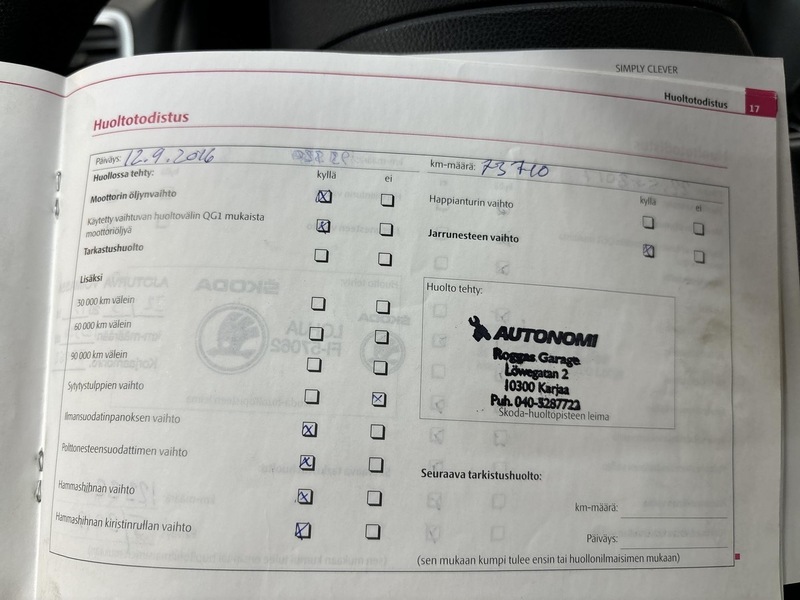 SIMPLY CLEVER
Huoltotodistus 17
Huoltotodistus
Päiväys: 12.9.2016
km-määrä: 73710
Huollossa tehty: kyllä ei
Moottorin öljynvaihto
Käytetty vaihtuvan huoltovälin QG1 mukaista
moottoriöljyä
Tarkastushuolto
Lisäksi
30 000 km välein
60 000 km välein
90 000 km välein
Sytytystulppien vaihto
Ilmansuodatinpanoksen vaihto
Polttonesteensuodattimen vaihto
Hammashihnan vaihto
Hammashihnan kiristinrullan vaihto
kyllä ei
Happianturin vaihto
Jarrunesteen vaihto
Huolto tehty:
AUTONOMI
Roggas Garage
Löwegatan 2
10300 Karjaa
Puh. 040-5287723
Škoda-huoltopisteen leima
Seuraava tarkistushuolto:
km-määrä:
Päiväys:
(sen mukaan kumpi tulee ensin tai huollonilmaisimen mukaan)